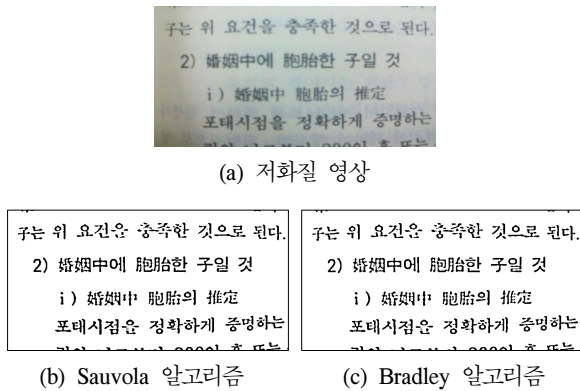 子는 위 요건을 충족한 것으로 된다.
2) 婚姻中에 胞胎한 子일 것
i) 婚姻中 胞胎의 推定
포태시점을 정확하게 증명하는
(a) 저화질 영상
子는 위 요건을 충족한 것으로 된다.
2) 婚姻中에 胞胎한 子일 것
i) 婚姻中 胞胎의 推定
포태시점을 정확하게 증명하는
(b) Sauvola 알고리즘
子는 위 요건을 충족한 것으로 된다.
2) 婚姻中에 胞胎한 子일 것
i) 婚姻中 胞胎의 推定
포태시점을 정확하게 증명하는
(c) Bradley 알고리즘